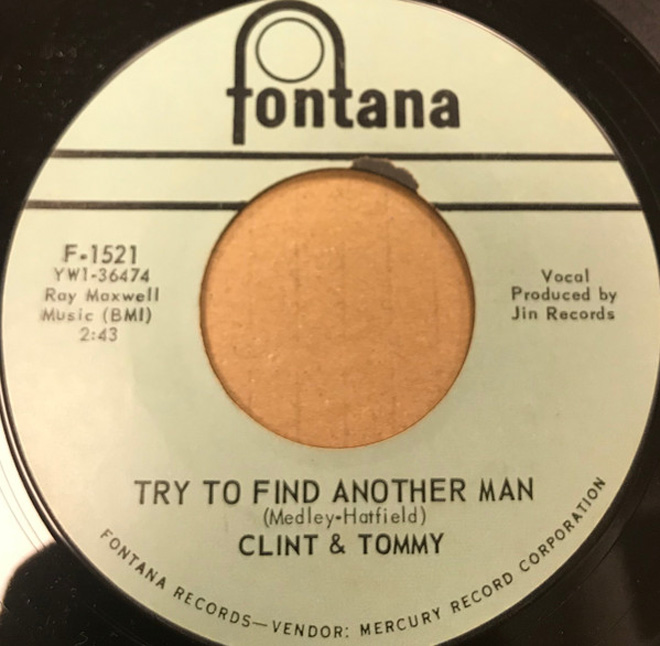 fontana
F-1521
YW1-36474
Ray Maxwell
Music (BMI)
2:43
Vocal
Produced by
Jin Records
TRY TO FIND ANOTHER MAN
(Medley-Hatfield)
CLINT & TOMMY
FONTANA RECORDS—VENDOR: MERCURY RECORD CORPORATION